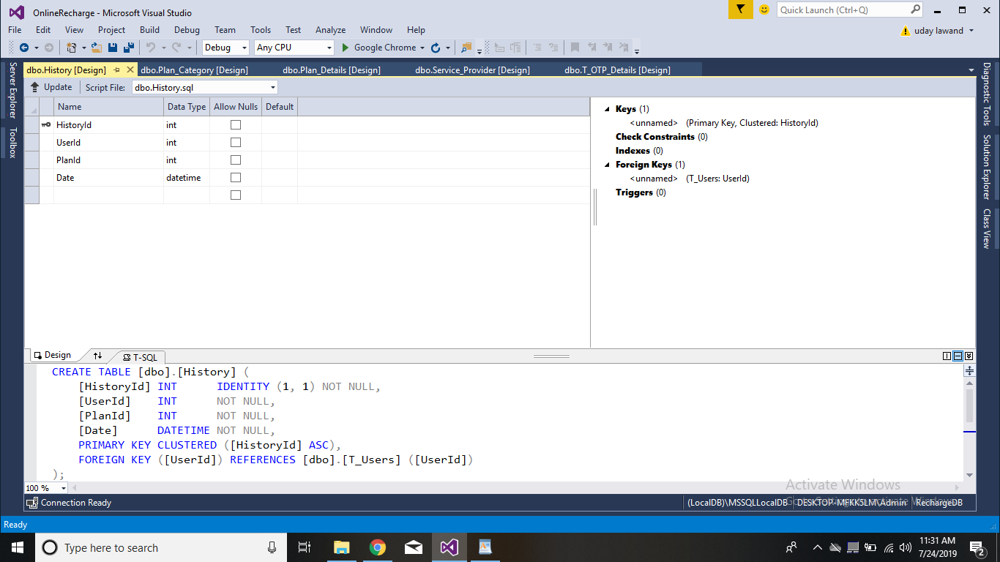 OnlineRecharge - Microsoft Visual Studio
Quick Launch (Ctrl+Q)
File Edit View Project Build Debug Team Tools Test Analyze Window Help
uday lawand
Debug Any CPU Google Chrome
Server Explorer
Toolbox
dbo.History [Design] dbo.Plan_Category [Design] dbo.Plan_Details [Design] dbo.Service_Provider [Design] dbo.T_OTP_Details [Design]
Update Script File: dbo.History.sql
Name Data Type Allow Nulls Default
HistoryId int
UserId int
PlanId int
Date datetime
Keys (1)
<unnamed> (Primary Key, Clustered: HistoryId)
Check Constraints (0)
Indexes (0)
Foreign Keys (1)
<unnamed> (T_Users: UserId)
Triggers (0)
Diagnostic Tools
Solution Explorer
Class View
Design T-SQL
CREATE TABLE [dbo].[History] (
[HistoryId] INT IDENTITY (1, 1) NOT NULL,
[UserId] INT NOT NULL,
[PlanId] INT NOT NULL,
[Date] DATETIME NOT NULL,
PRIMARY KEY CLUSTERED ([HistoryId] ASC),
FOREIGN KEY ([UserId]) REFERENCES [dbo].[T_Users] ([UserId])
);
100 %
Activate Windows
Go to Settings to activate Windows.
Connection Ready (LocalDB)\MSSQLLocalDB RechargeDB
Ready
Type here to search
11:31 AM
7/24/2019
2